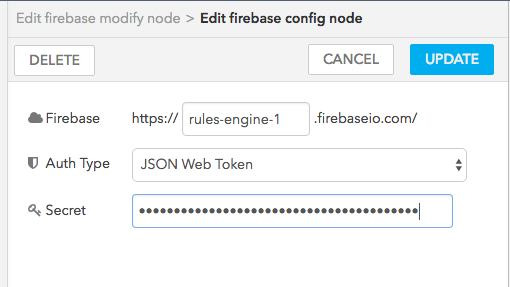 Edit firebase modify node > Edit firebase config node
DELETE CANCEL UPDATE
Firebase https:// rules-engine-1 .firebaseio.com/
Auth Type JSON Web Token
Secret ••••••••••••••••••••••••••••••••••••••••